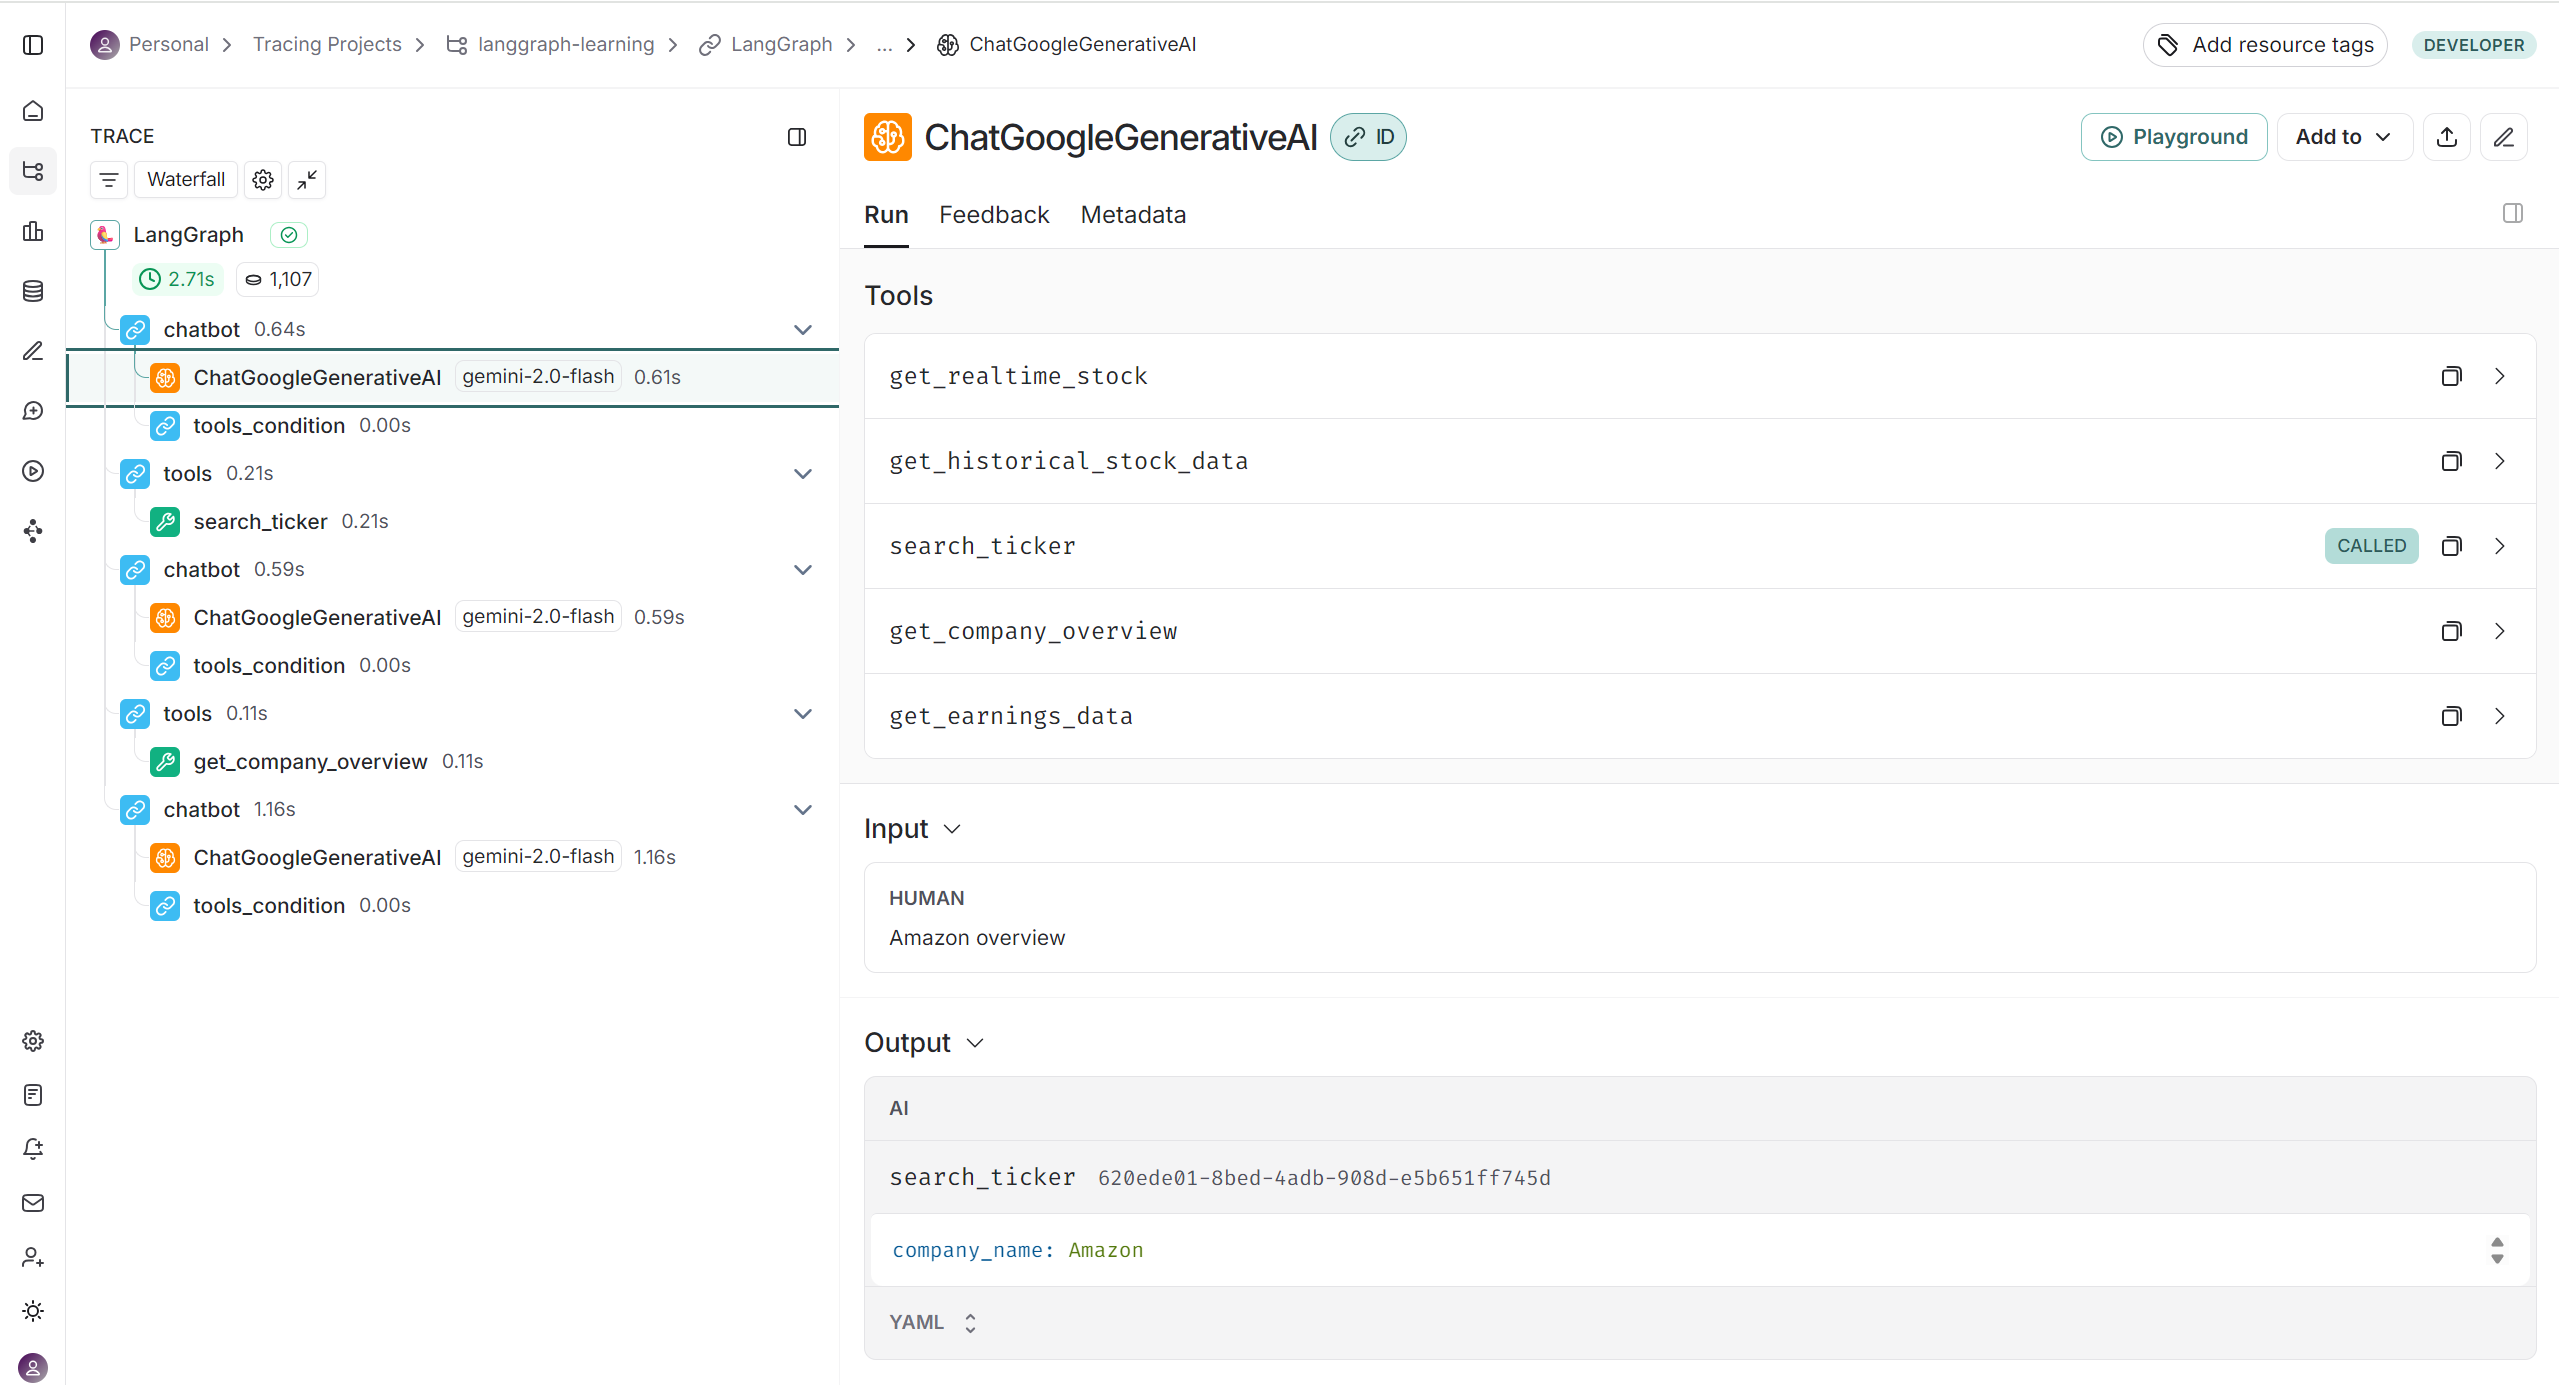 Personal > Tracing Projects > langgraph-learning > LangGraph > ... > ChatGoogleGenerativeAI
Add resource tags
DEVELOPER
TRACE
Waterfall
LangGraph
2.71s 1,107
chatbot 0.64s
ChatGoogleGenerativeAI gemini-2.0-flash 0.61s
tools_condition 0.00s
tools 0.21s
search_ticker 0.21s
chatbot 0.59s
ChatGoogleGenerativeAI gemini-2.0-flash 0.59s
tools_condition 0.00s
tools 0.11s
get_company_overview 0.11s
chatbot 1.16s
ChatGoogleGenerativeAI gemini-2.0-flash 1.16s
tools_condition 0.00s
ChatGoogleGenerativeAI ID
Playground
Add to
Run Feedback Metadata
Tools
get_realtime_stock
get_historical_stock_data
search_ticker CALLED
get_company_overview
get_earnings_data
Input
HUMAN
Amazon overview
Output
AI
search_ticker 620ede01-8bed-4adb-908d-e5b651ff745d
company_name: Amazon
YAML